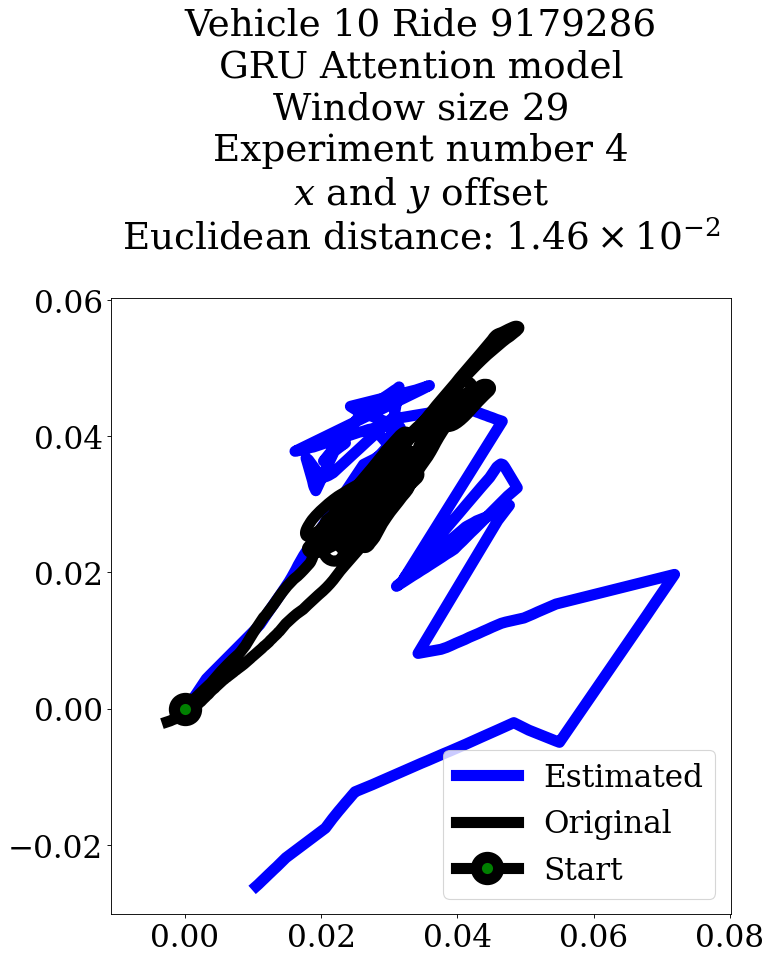 Vehicle 10 Ride 9179286
GRU Attention model
Window size 29
Experiment number 4
x and y offset
Euclidean distance: 1.46 × 10⁻²
0.06
0.04
0.02
0.00
−0.02
0.00 0.02 0.04 0.06 0.08
Estimated
Original
Start